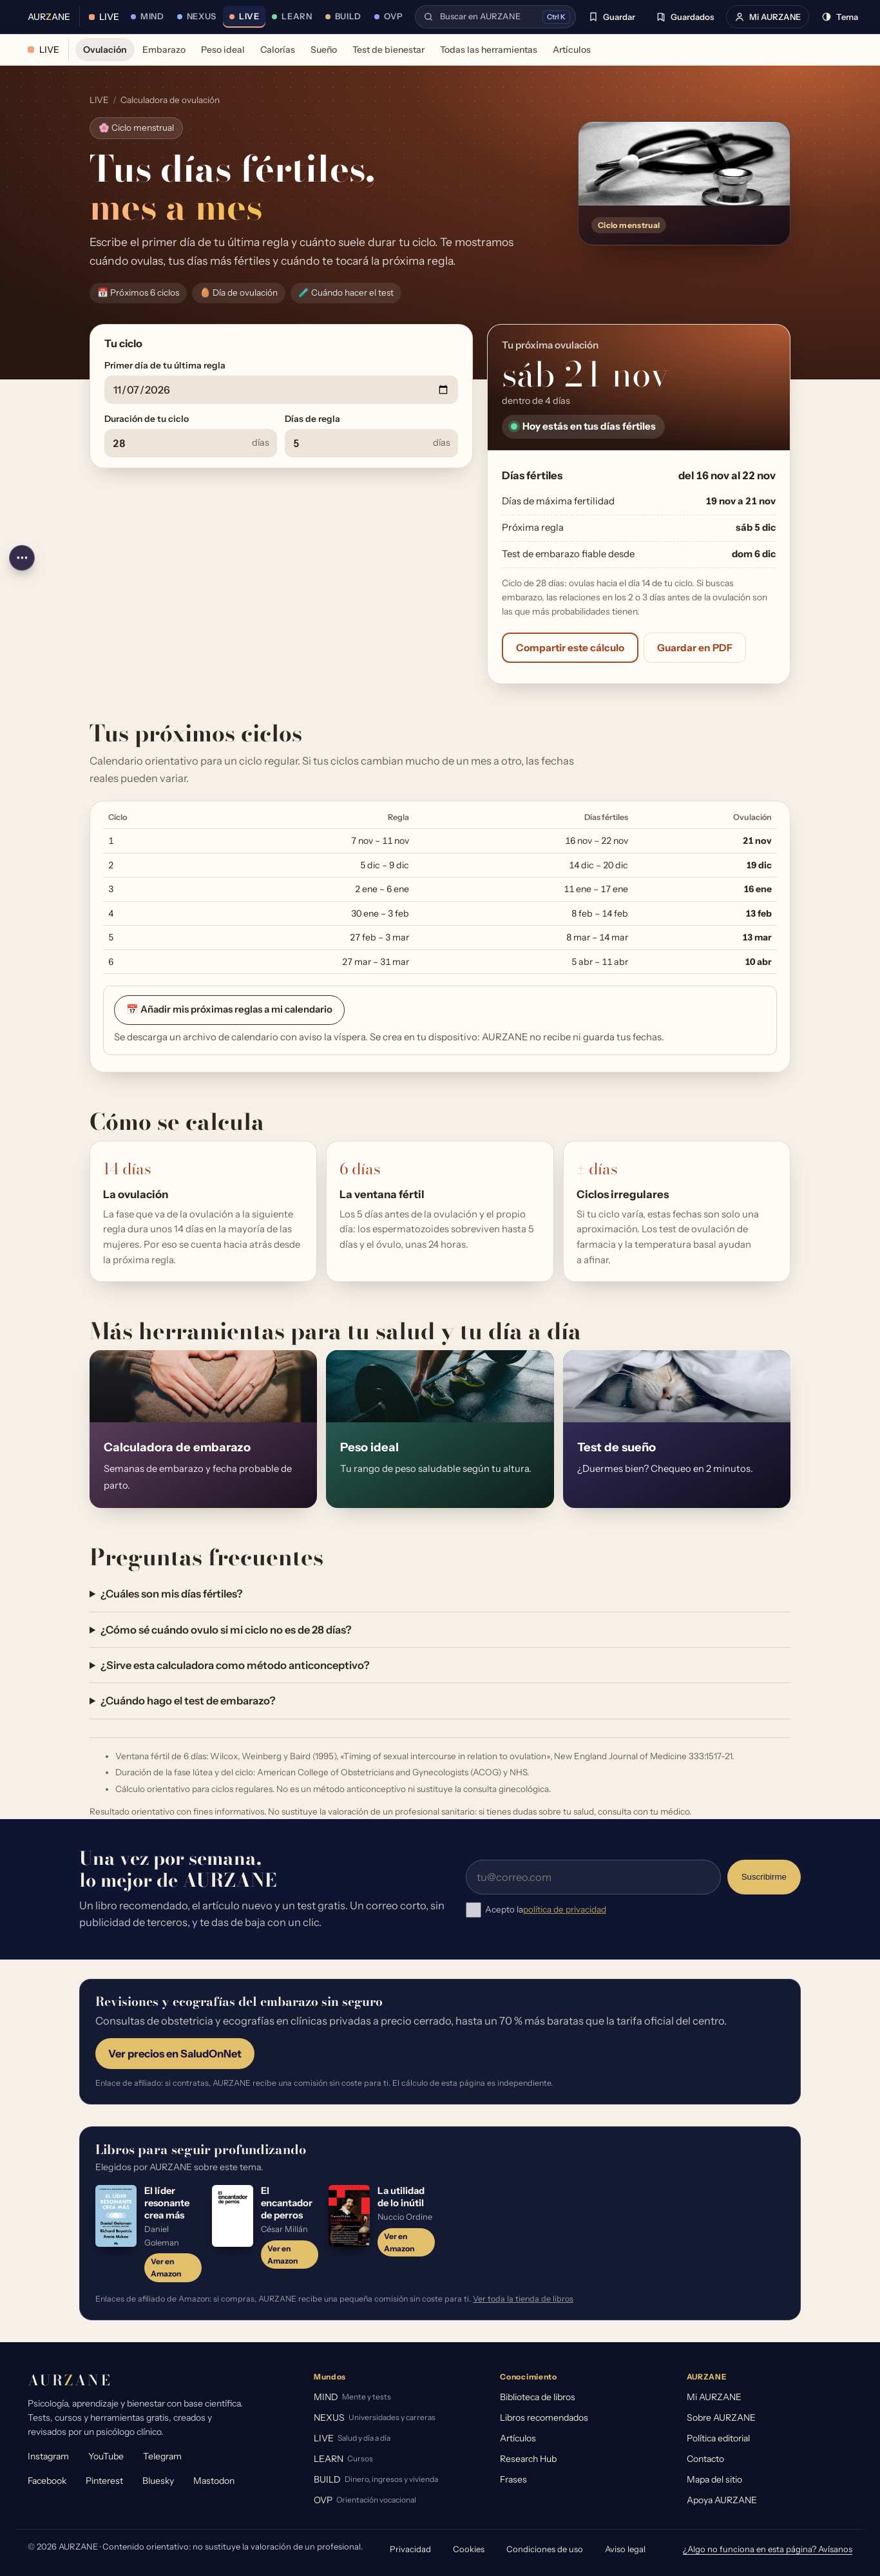 AURZANE
LIVE
MIND
NEXUS
LIVE
LEARN
BUILD
OVP
Buscar en AURZANE
Ctrl K
Guardar
Guardados
Mi AURZANE
Tema
LIVE
Ovulación
Embarazo
Peso ideal
Calorías
Sueño
Test de bienestar
Todas las herramientas
Artículos
LIVE / Calculadora de ovulación
🌸 Ciclo menstrual
Tus días fértiles,
mes a mes
Escribe el primer día de tu última regla y cuánto suele durar tu ciclo. Te mostramos
cuándo ovulas, tus días más fértiles y cuándo te tocará la próxima regla.
📅 Próximos 6 ciclos
🥚 Día de ovulación
🧪 Cuándo hacer el test
Ciclo menstrual
Tu ciclo
Primer día de tu última regla
11/07/2026
Duración de tu ciclo
Días de regla
28 días
5 días
Tu próxima ovulación
sáb 21 nov
dentro de 4 días
Hoy estás en tus días fértiles
Días fértiles del 16 nov al 22 nov
Días de máxima fertilidad 19 nov a 21 nov
Próxima regla sáb 5 dic
Test de embarazo fiable desde dom 6 dic
Ciclo de 28 días: ovulas hacia el día 14 de tu ciclo. Si buscas
embarazo, las relaciones en los 2 o 3 días antes de la ovulación son
las que más probabilidades tienen.
Compartir este cálculo
Guardar en PDF
Tus próximos ciclos
Calendario orientativo para un ciclo regular. Si tus ciclos cambian mucho de un mes a otro, las fechas
reales pueden variar.
Ciclo Regla Días fértiles Ovulación
1 7 nov – 11 nov 16 nov – 22 nov 21 nov
2 5 dic – 9 dic 14 dic – 20 dic 19 dic
3 2 ene – 6 ene 11 ene – 17 ene 16 ene
4 30 ene – 3 feb 8 feb – 14 feb 13 feb
5 27 feb – 3 mar 8 mar – 14 mar 13 mar
6 27 mar – 31 mar 5 abr – 11 abr 10 abr
📅 Añadir mis próximas reglas a mi calendario
Se descarga un archivo de calendario con aviso la víspera. Se crea en tu dispositivo: AURZANE no recibe ni guarda tus fechas.
Cómo se calcula
14 días
La ovulación
La fase que va de la ovulación a la siguiente
regla dura unos 14 días en la mayoría de las
mujeres. Por eso se cuenta hacia atrás desde
la próxima regla.
6 días
La ventana fértil
Los 5 días antes de la ovulación y el propio
día: los espermatozoides sobreviven hasta 5
días y el óvulo, unas 24 horas.
± días
Ciclos irregulares
Si tu ciclo varía, estas fechas son solo una
aproximación. Los test de ovulación de
farmacia y la temperatura basal ayudan
a afinar.
Más herramientas para tu salud y tu día a día
Calculadora de embarazo
Semanas de embarazo y fecha probable de
parto.
Peso ideal
Tu rango de peso saludable según tu altura.
Test de sueño
¿Duermes bien? Chequeo en 2 minutos.
Preguntas frecuentes
¿Cuáles son mis días fértiles?
¿Cómo sé cuándo ovulo si mi ciclo no es de 28 días?
¿Sirve esta calculadora como método anticonceptivo?
¿Cuándo hago el test de embarazo?
• Ventana fértil de 6 días: Wilcox, Weinberg y Baird (1995), «Timing of sexual intercourse in relation to ovulation», New England Journal of Medicine 333:1517-21.
• Duración de la fase lútea y del ciclo: American College of Obstetricians and Gynecologists (ACOG) y NHS.
• Cálculo orientativo para ciclos regulares. No es un método anticonceptivo ni sustituye la consulta ginecológica.
Resultado orientativo con fines informativos. No sustituye la valoración de un profesional sanitario: si tienes dudas sobre tu salud, consulta con tu médico.
Una vez por semana,
lo mejor de AURZANE
Un libro recomendado, el artículo nuevo y un test gratis. Un correo corto, sin
publicidad de terceros, y te das de baja con un clic.
tu@correo.com
Suscribirme
Acepto la política de privacidad
Revisiones y ecografías del embarazo sin seguro
Consultas de obstetricia y ecografías en clínicas privadas a precio cerrado, hasta un 70 % más baratas que la tarifa oficial del centro.
Ver precios en SaludOnNet
Enlace de afiliado: si contratas, AURZANE recibe una comisión sin coste para ti. El cálculo de esta página es independiente.
Libros para seguir profundizando
Elegidos por AURZANE sobre este tema.
EL LÍDER
RESONANTE
CREA MÁS
Daniel Goleman
El líder
resonante
crea más
Daniel
Goleman
Ver en
Amazon
El
encantador
de perros
El
encantador
de perros
César Millán
Ver en
Amazon
La utilidad
de lo inútil
Nuccio Ordine
Ver en
Amazon
Enlaces de afiliado de Amazon: si compras, AURZANE recibe una pequeña comisión sin coste para ti. Ver toda la tienda de libros
AURZANE
Psicología, aprendizaje y bienestar con base científica.
Tests, cursos y herramientas gratis, creados y
revisados por un psicólogo clínico.
Instagram YouTube Telegram
Facebook Pinterest Bluesky Mastodon
Mundos
MIND Mente y tests
NEXUS Universidades y carreras
LIVE Salud y día a día
LEARN Cursos
BUILD Dinero, ingresos y vivienda
OVP Orientación vocacional
Conocimiento
Biblioteca de libros
Libros recomendados
Artículos
Research Hub
Frases
AURZANE
Mi AURZANE
Sobre AURZANE
Política editorial
Contacto
Mapa del sitio
Apoya AURZANE
© 2026 AURZANE · Contenido orientativo: no sustituye la valoración de un profesional.
Privacidad
Cookies
Condiciones de uso
Aviso legal
¿Algo no funciona en esta página? Avísanos